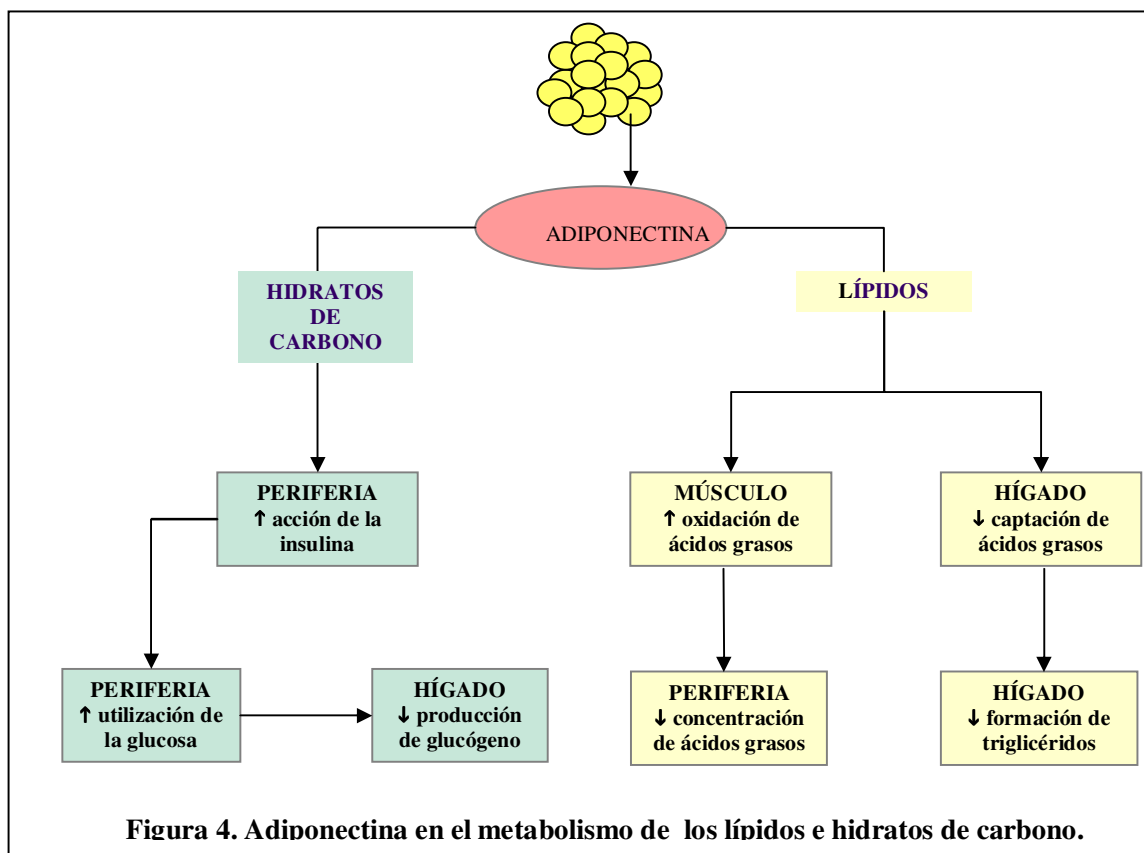 ADIPONECTINA
HIDRATOS
DE
CARBONO
LÍPIDOS
PERIFERIA
↑ acción de la
insulina
MÚSCULO
↑ oxidación de
ácidos grasos
HÍGADO
↓ captación de
ácidos grasos
PERIFERIA
↑ utilización de
la glucosa
HÍGADO
↓ producción
de glucógeno
PERIFERIA
↓ concentración
de ácidos grasos
HÍGADO
↓ formación de
triglicéridos
Figura 4. Adiponectina en el metabolismo de los lípidos e hidratos de carbono.